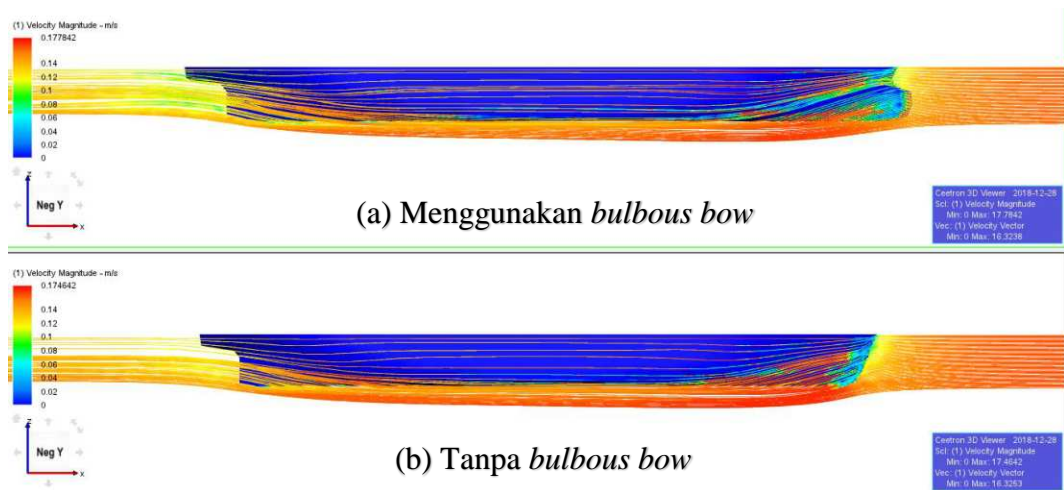 (1) Velocity Magnitude - m/s
0.177842
0.14
0.12
0.1
0.08
0.06
0.04
0.02
0
Z
Neg Y
X
(a) Menggunakan bulbous bow
Ceetron 3D Viewer 2018-12-28
Scl: (1) Velocity Magnitude
Min: 0 Max: 17.7842
Vec: (1) Velocity Vector
Min: 0 Max: 16.3238
(1) Velocity Magnitude - m/s
0.174642
0.14
0.12
0.1
0.08
0.06
0.04
0.02
0
Z
Neg Y
X
(b) Tanpa bulbous bow
Ceetron 3D Viewer 2018-12-28
Scl: (1) Velocity Magnitude
Min: 0 Max: 17.4642
Vec: (1) Velocity Vector
Min: 0 Max: 16.3253